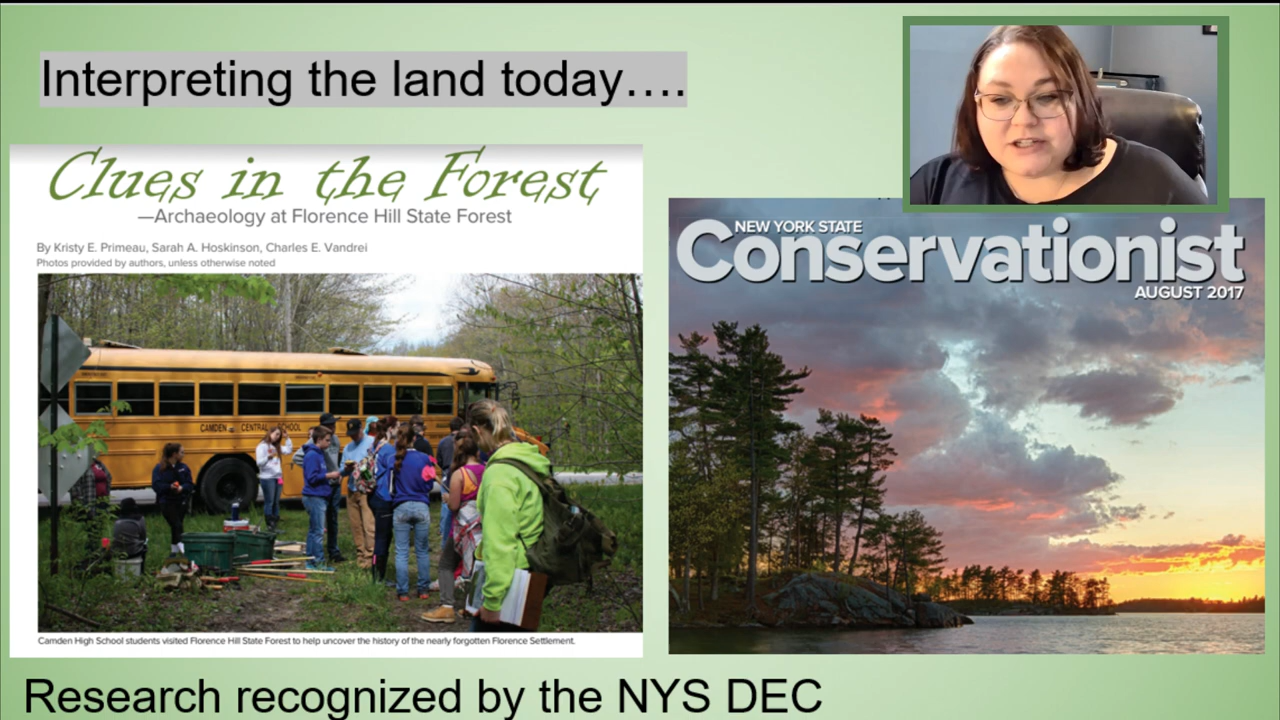 Interpreting the land today….
Clues in the Forest
—Archaeology at Florence Hill State Forest
By Kristy E. Primeau, Sarah A. Hoskinson, Charles E. Vandrei
Photos provided by authors, unless otherwise noted
CAMDEN CENTRAL SCHOOL
Camden High School students visited Florence Hill State Forest to help uncover the history of the nearly forgotten Florence Settlement.
NEW YORK STATE
Conservationist
AUGUST 2017
Research recognized by the NYS DEC